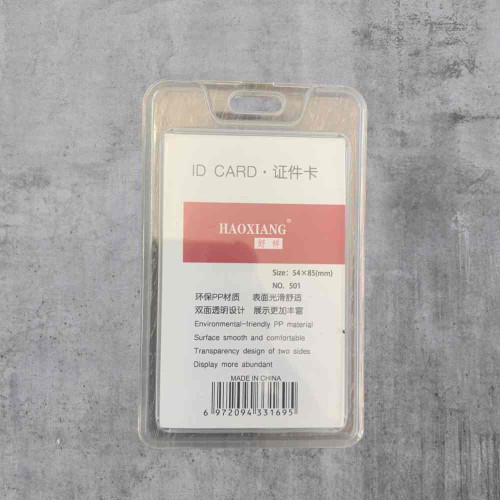 ID CARD · 证件卡
HAOXIANG®
Size: 54×85(mm)
NO. 501
环保PP材质 表面光滑舒适
双面透明设计 展示更加丰富
Environmental-friendly PP material
Surface smooth and comfortable
Transparency design of two sides
Display more abundant
MADE IN CHINA
6 972094 331695